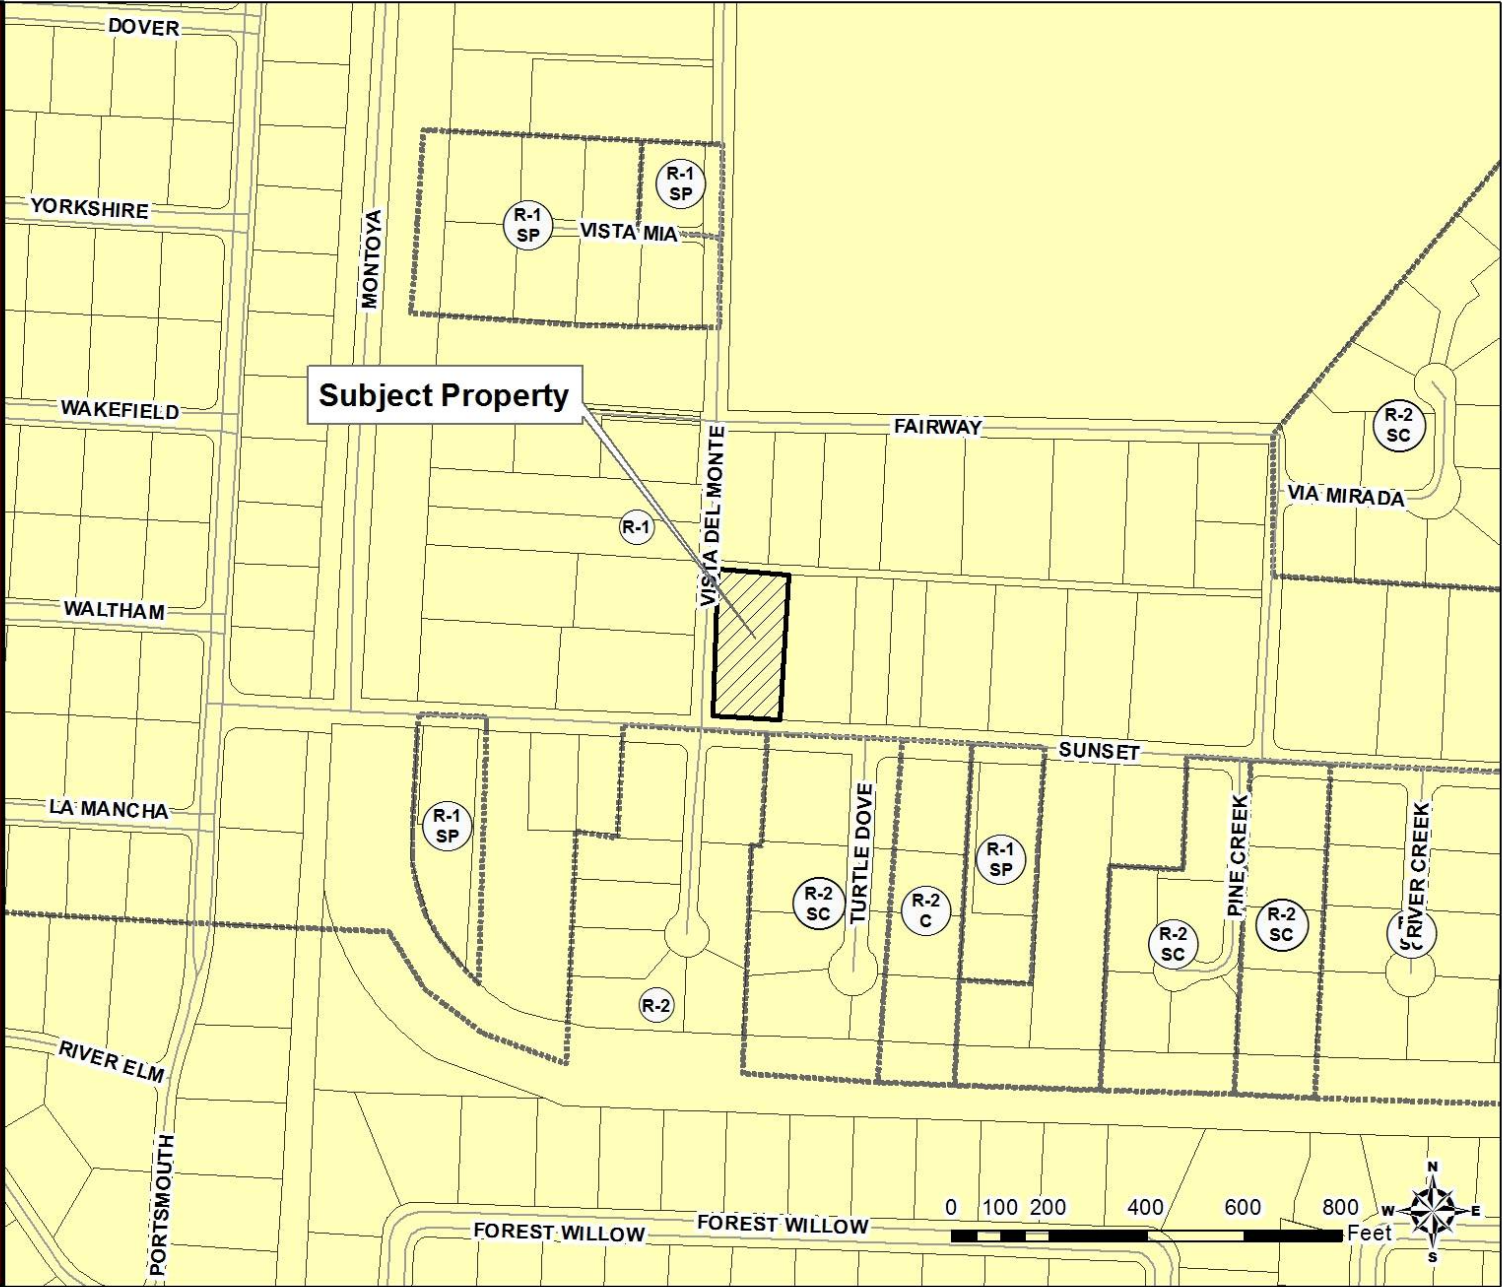 DOVER
R-1
SP
YORKSHIRE
R-1
SP
VISTA MIA
MONTOYA
Subject Property
WAKEFIELD
FAIRWAY
R-2
SC
VISTA DEL MONTE
VIA MIRADA
R-1
WALTHAM
SUNSET
LA MANCHA
R-1
SP
TURTLE DOVE
R-1
SP
PINE CREEK
RIVER CREEK
R-2
SC
R-2
C
R-2
SC
R-2
SC
R-2
RIVER ELM
PORTSMOUTH
FOREST WILLOW
FOREST WILLOW
0 100 200 400 600 800
Feet
N
W E
S